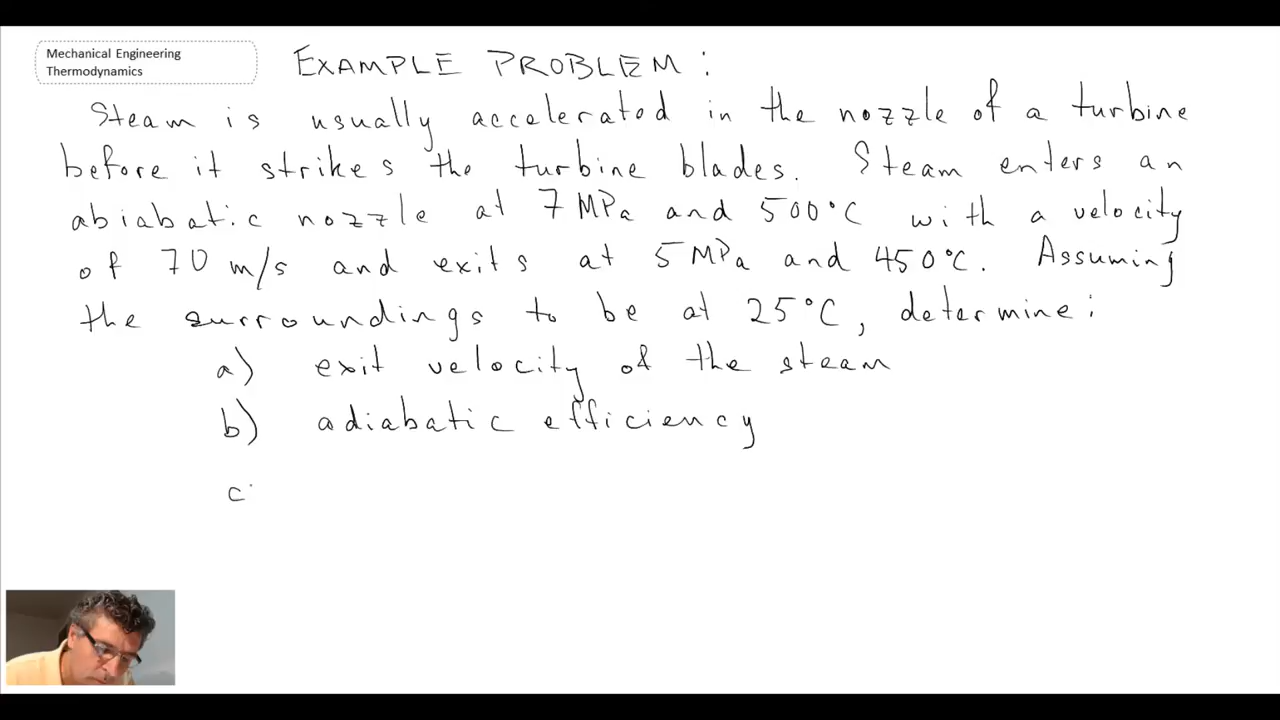 Mechanical Engineering
Thermodynamics
EXAMPLE PROBLEM:
Steam is usually accelerated in the nozzle of a turbine
before it strikes the turbine blades. Steam enters an
abiabatic nozzle at 7 MPa and 500°C with a velocity
of 70 m/s and exits at 5 MPa and 450°C. Assuming
the surroundings to be at 25°C, determine:
a) exit velocity of the steam
b) adiabatic efficiency
c